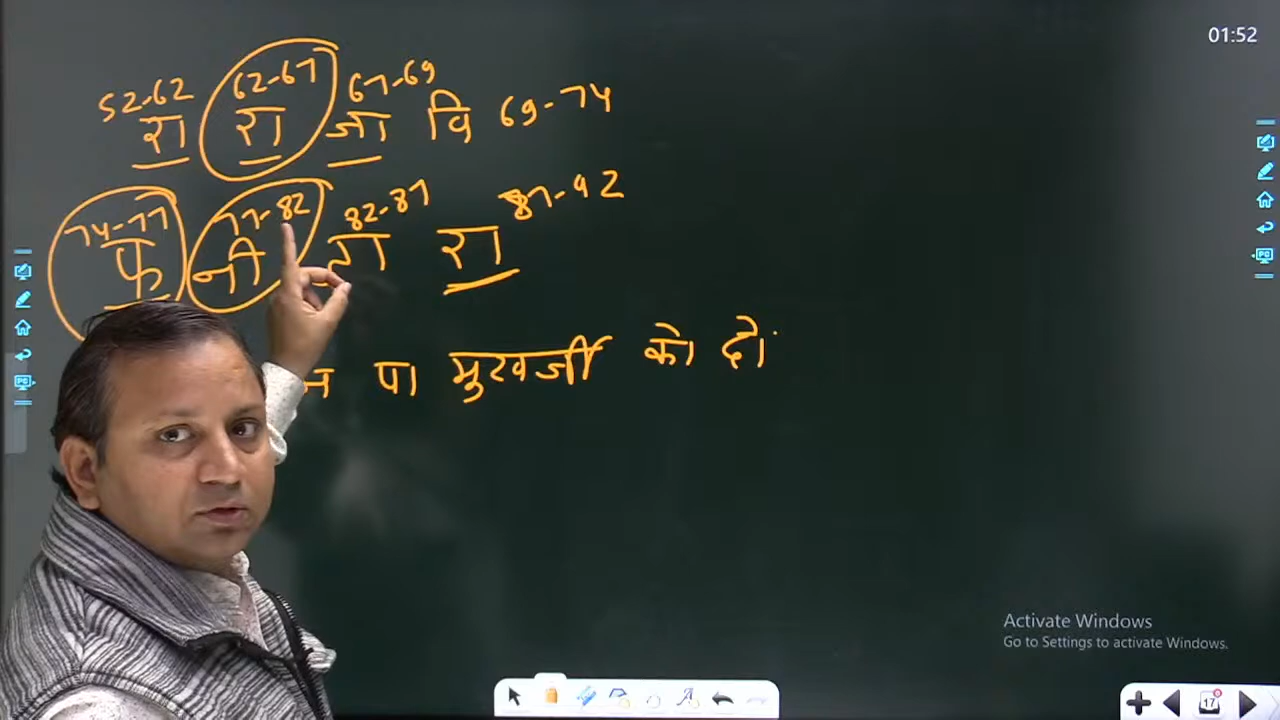 01:52
52-62 62-67 67-69
रा रा जा वि 69-74
74-77 77-82 82-87 87-92
फ नी ज्ञा रा
न पा मुखर्जी को दो
Activate Windows
Go to Settings to activate Windows.
17